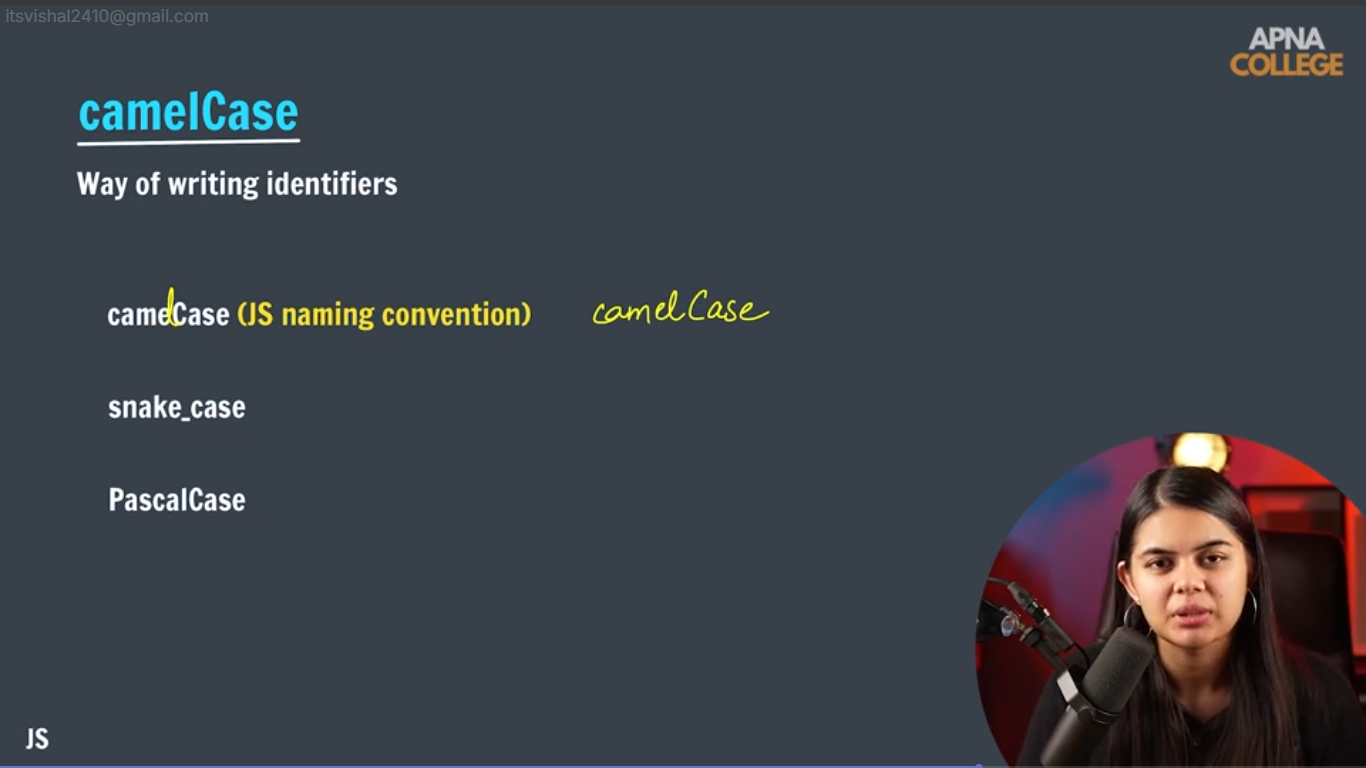 itsvishal2410@gmail.com
APNA
COLLEGE
camelCase
Way of writing identifiers
camelCase (JS naming convention) camelCase
snake_case
PascalCase
JS